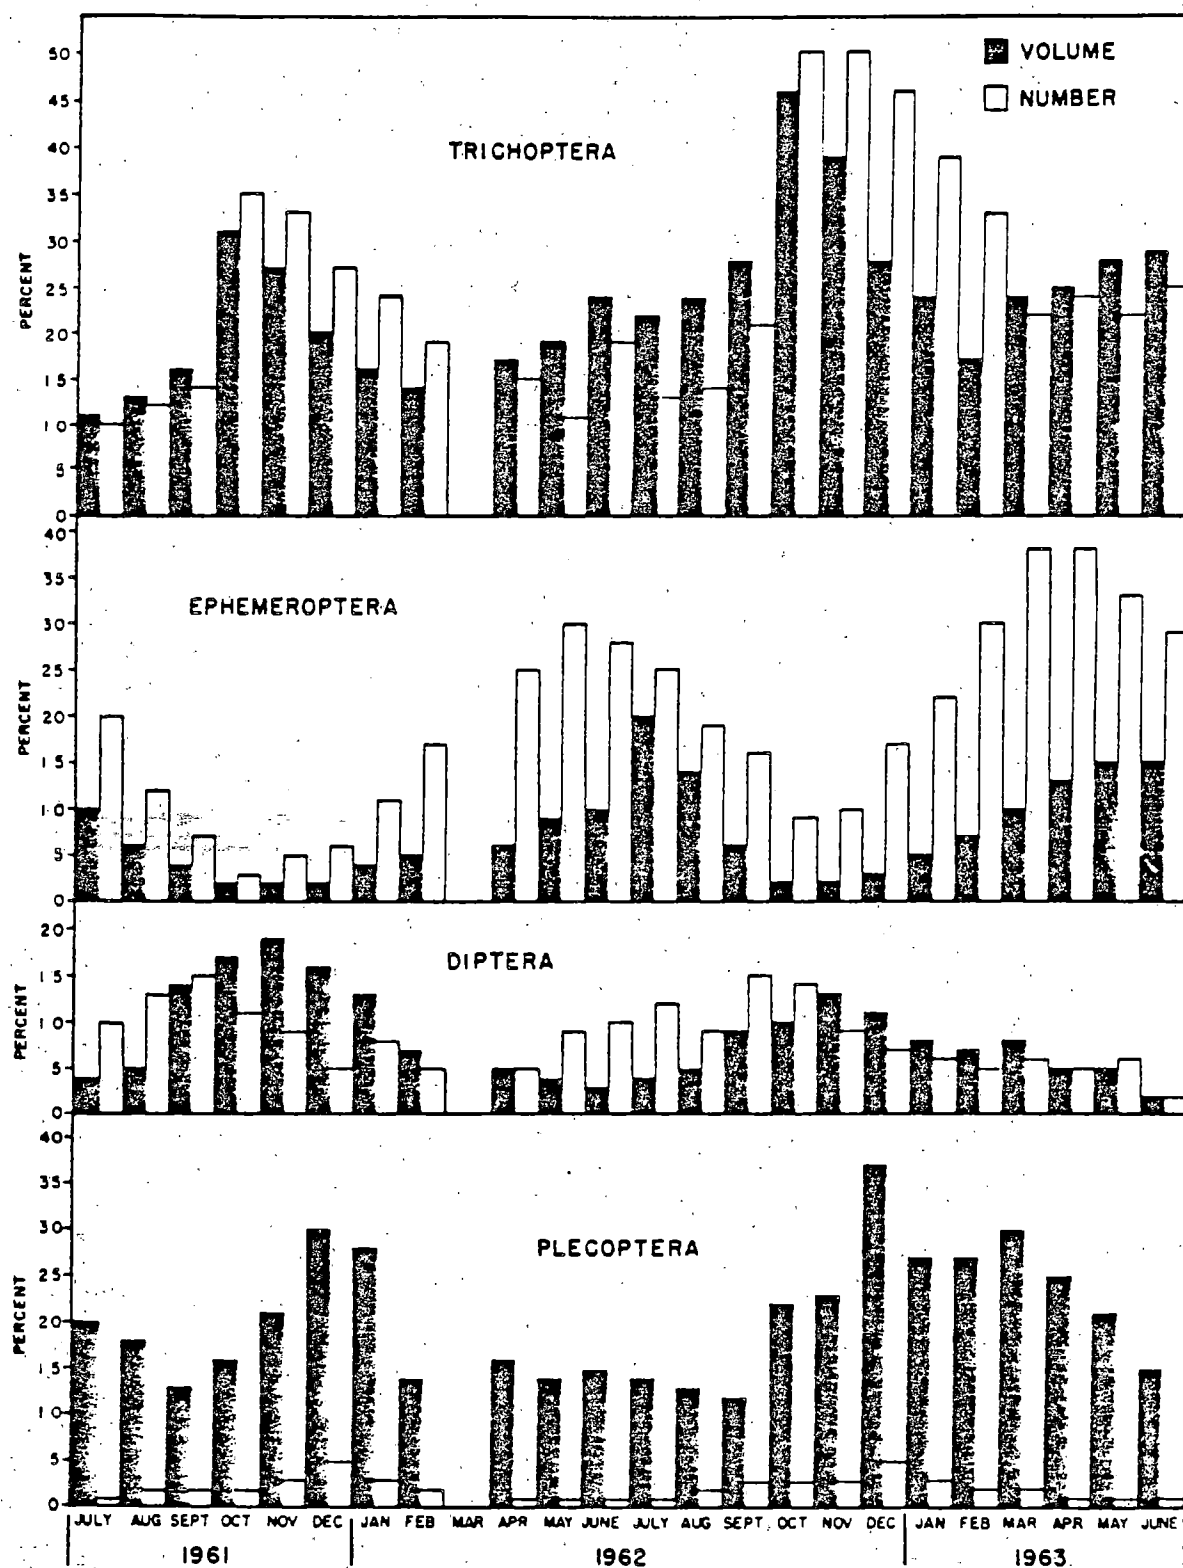 VOLUME
NUMBER
TRICHOPTERA
PERCENT
50
45
40
35
30
25
20
15
10
5
0
EPHEMEROPTERA
PERCENT
40
35
30
25
20
15
10
5
0
DIPTERA
PERCENT
20
15
10
5
0
PLECOPTERA
PERCENT
40
35
30
25
20
15
10
5
0
JULY AUG SEPT OCT NOV DEC JAN FEB MAR APR MAY JUNE JULY AUG SEPT OCT NOV DEC JAN FEB MAR APR MAY JUNE
1961 1962 1963